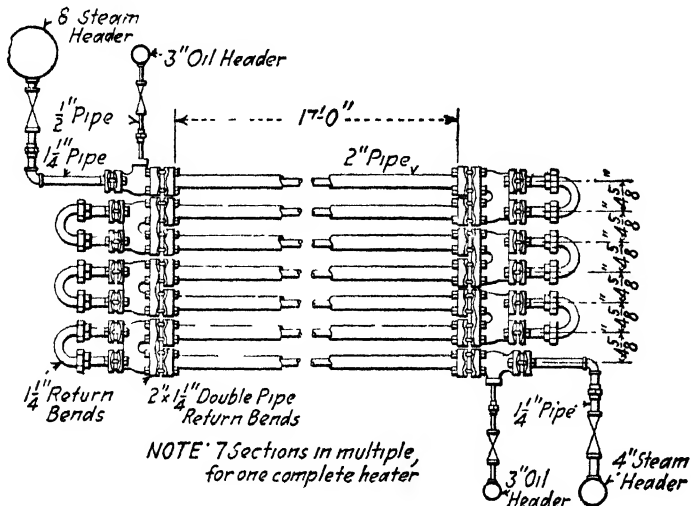 6 Steam
Header
3" Oil Header
1/2" Pipe
1 1/4" Pipe
17'-0"
2" Pipe
4 5/8" 4 5/8" 4 5/8" 4 5/8" 4 5/8" 4 5/8"
1 1/4" Return
Bends
2" x 1 1/4" Double Pipe
Return Bends
1 1/4" Pipe
NOTE: 7 Sections in multiple,
for one complete heater
3" Oil
Header
4" Steam
Header